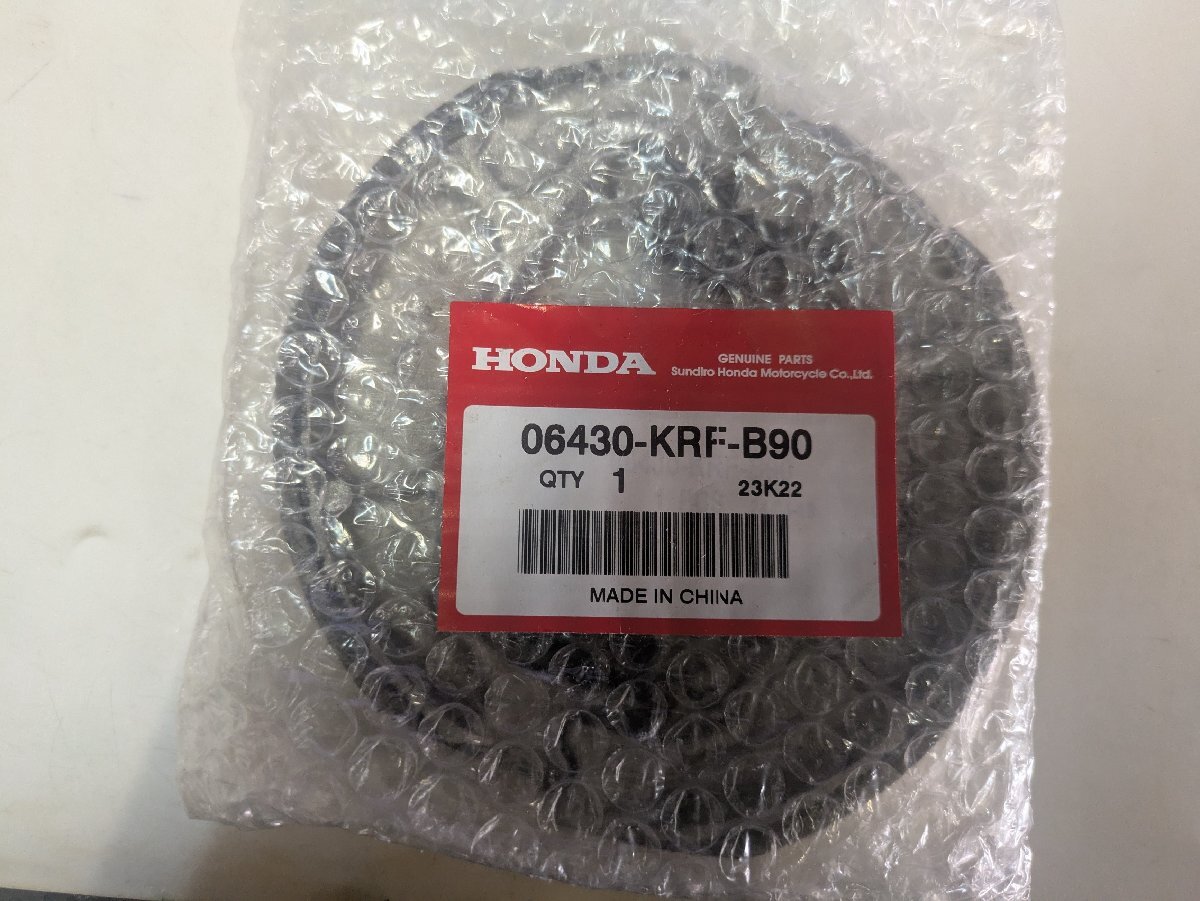 HONDA
GENUINE PARTS
Sundiro Honda Motorcycle Co.,Ltd.
06430-KRF-B90
QTY 1
23K22
MADE IN CHINA